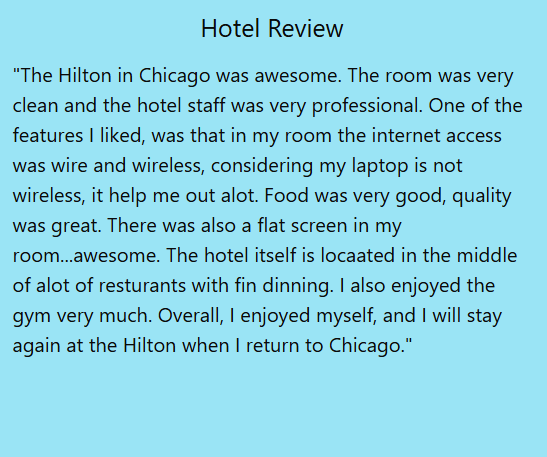 Hotel Review
"The Hilton in Chicago was awesome. The room was very
clean and the hotel staff was very professional. One of the
features I liked, was that in my room the internet access
was wire and wireless, considering my laptop is not
wireless, it help me out alot. Food was very good, quality
was great. There was also a flat screen in my
room...awesome. The hotel itself is locaated in the middle
of alot of resturants with fin dinning. I also enjoyed the
gym very much. Overall, I enjoyed myself, and I will stay
again at the Hilton when I return to Chicago."